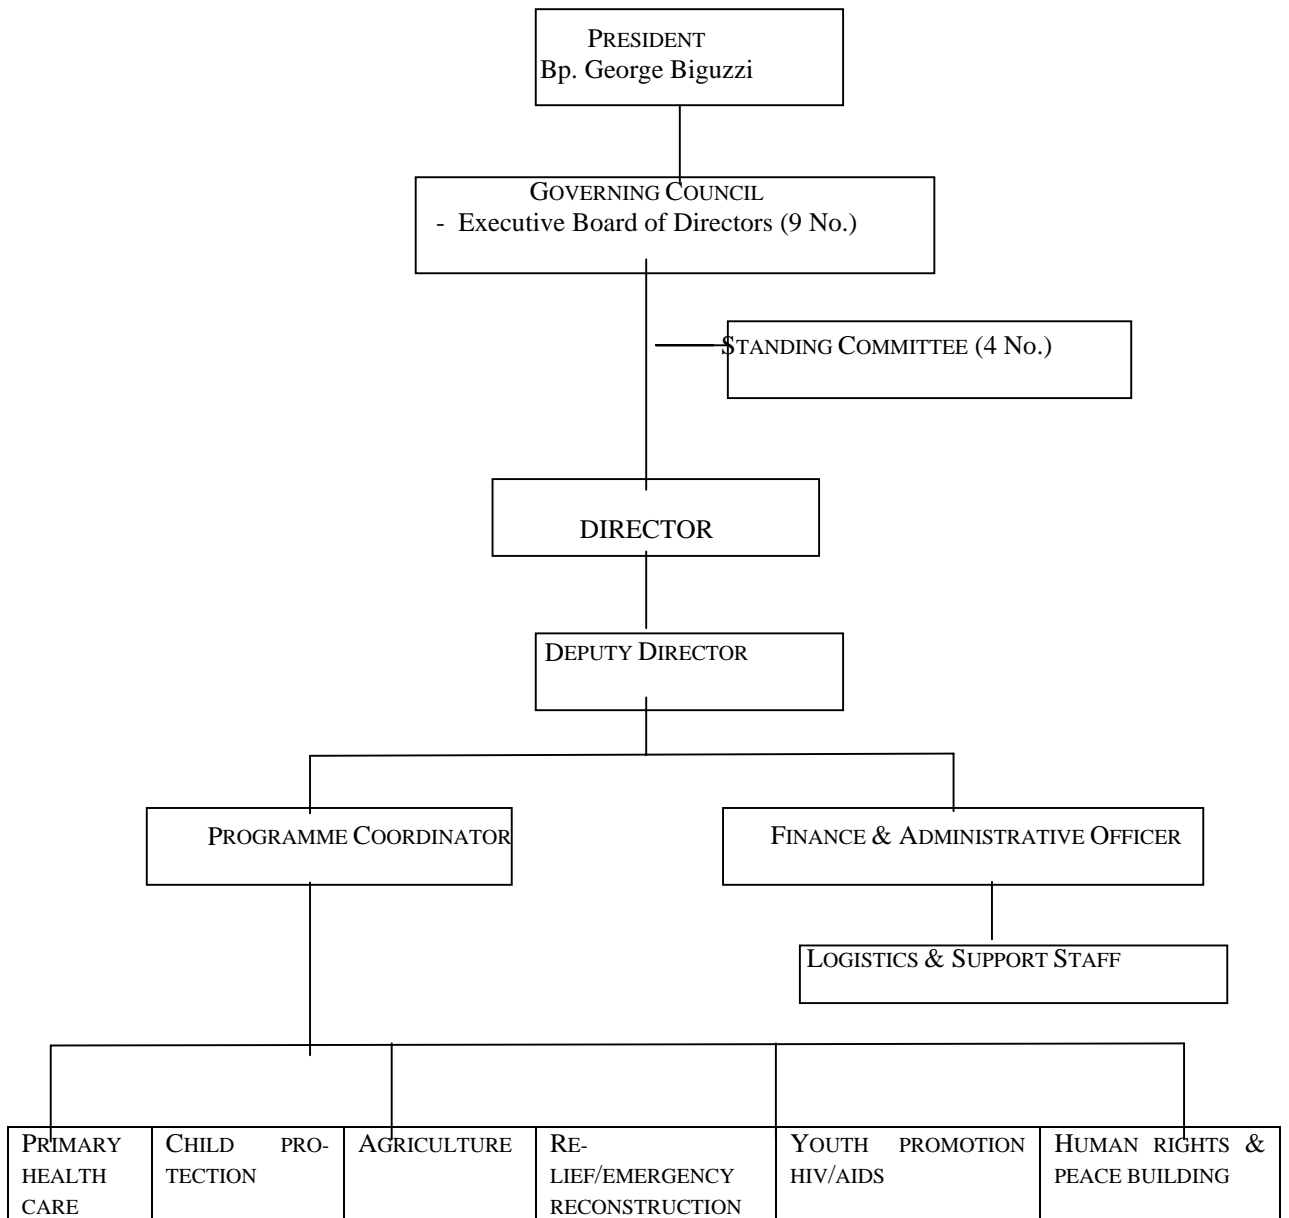 PRESIDENT
Bp. George Biguzzi
GOVERNING COUNCIL
- Executive Board of Directors (9 No.)
STANDING COMMITTEE (4 No.)
DIRECTOR
DEPUTY DIRECTOR
PROGRAMME COORDINATOR
FINANCE & ADMINISTRATIVE OFFICER
LOGISTICS & SUPPORT STAFF
PRIMARY
HEALTH
CARE
CHILD PRO-
TECTION
AGRICULTURE
RE-
LIEF/EMERGENCY
RECONSTRUCTION
YOUTH PROMOTION
HIV/AIDS
HUMAN RIGHTS &
PEACE BUILDING